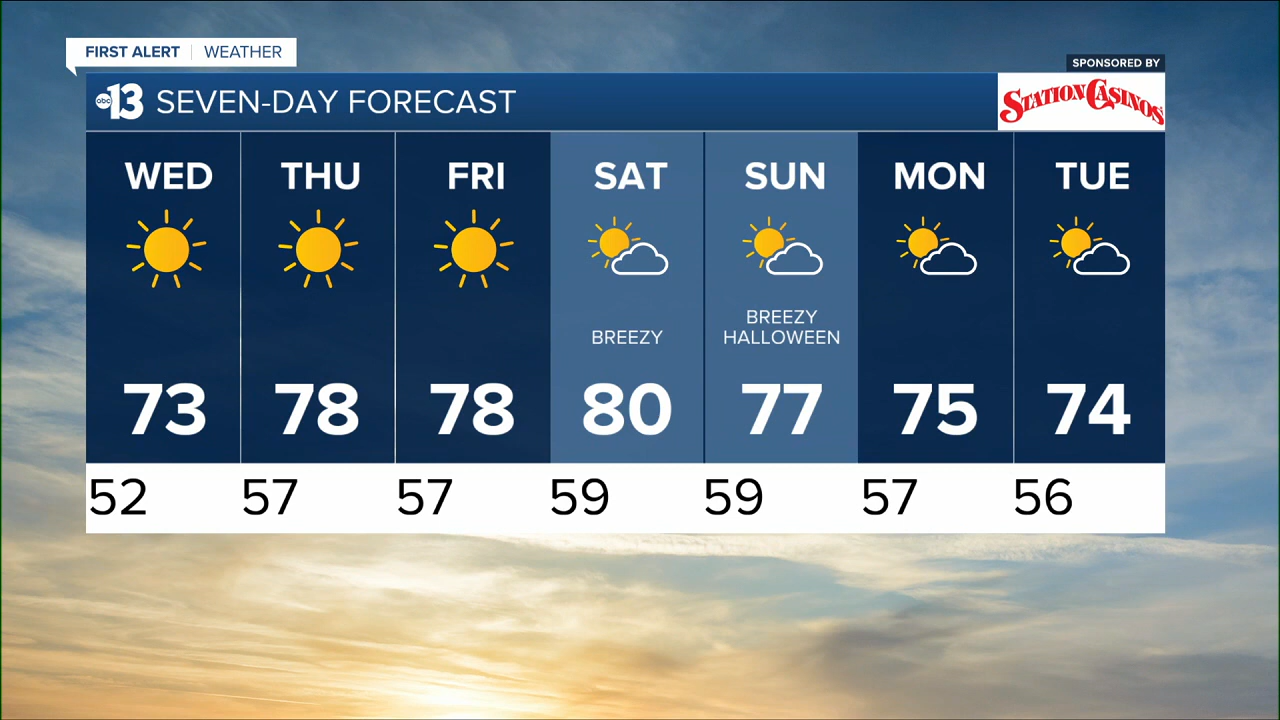 FIRST ALERT | WEATHER
SPONSORED BY
abc 13 SEVEN-DAY FORECAST
STATION CASINOS
WED THU FRI SAT SUN MON TUE
BREEZY
BREEZY
HALLOWEEN
73 78 78 80 77 75 74
52 57 57 59 59 57 56